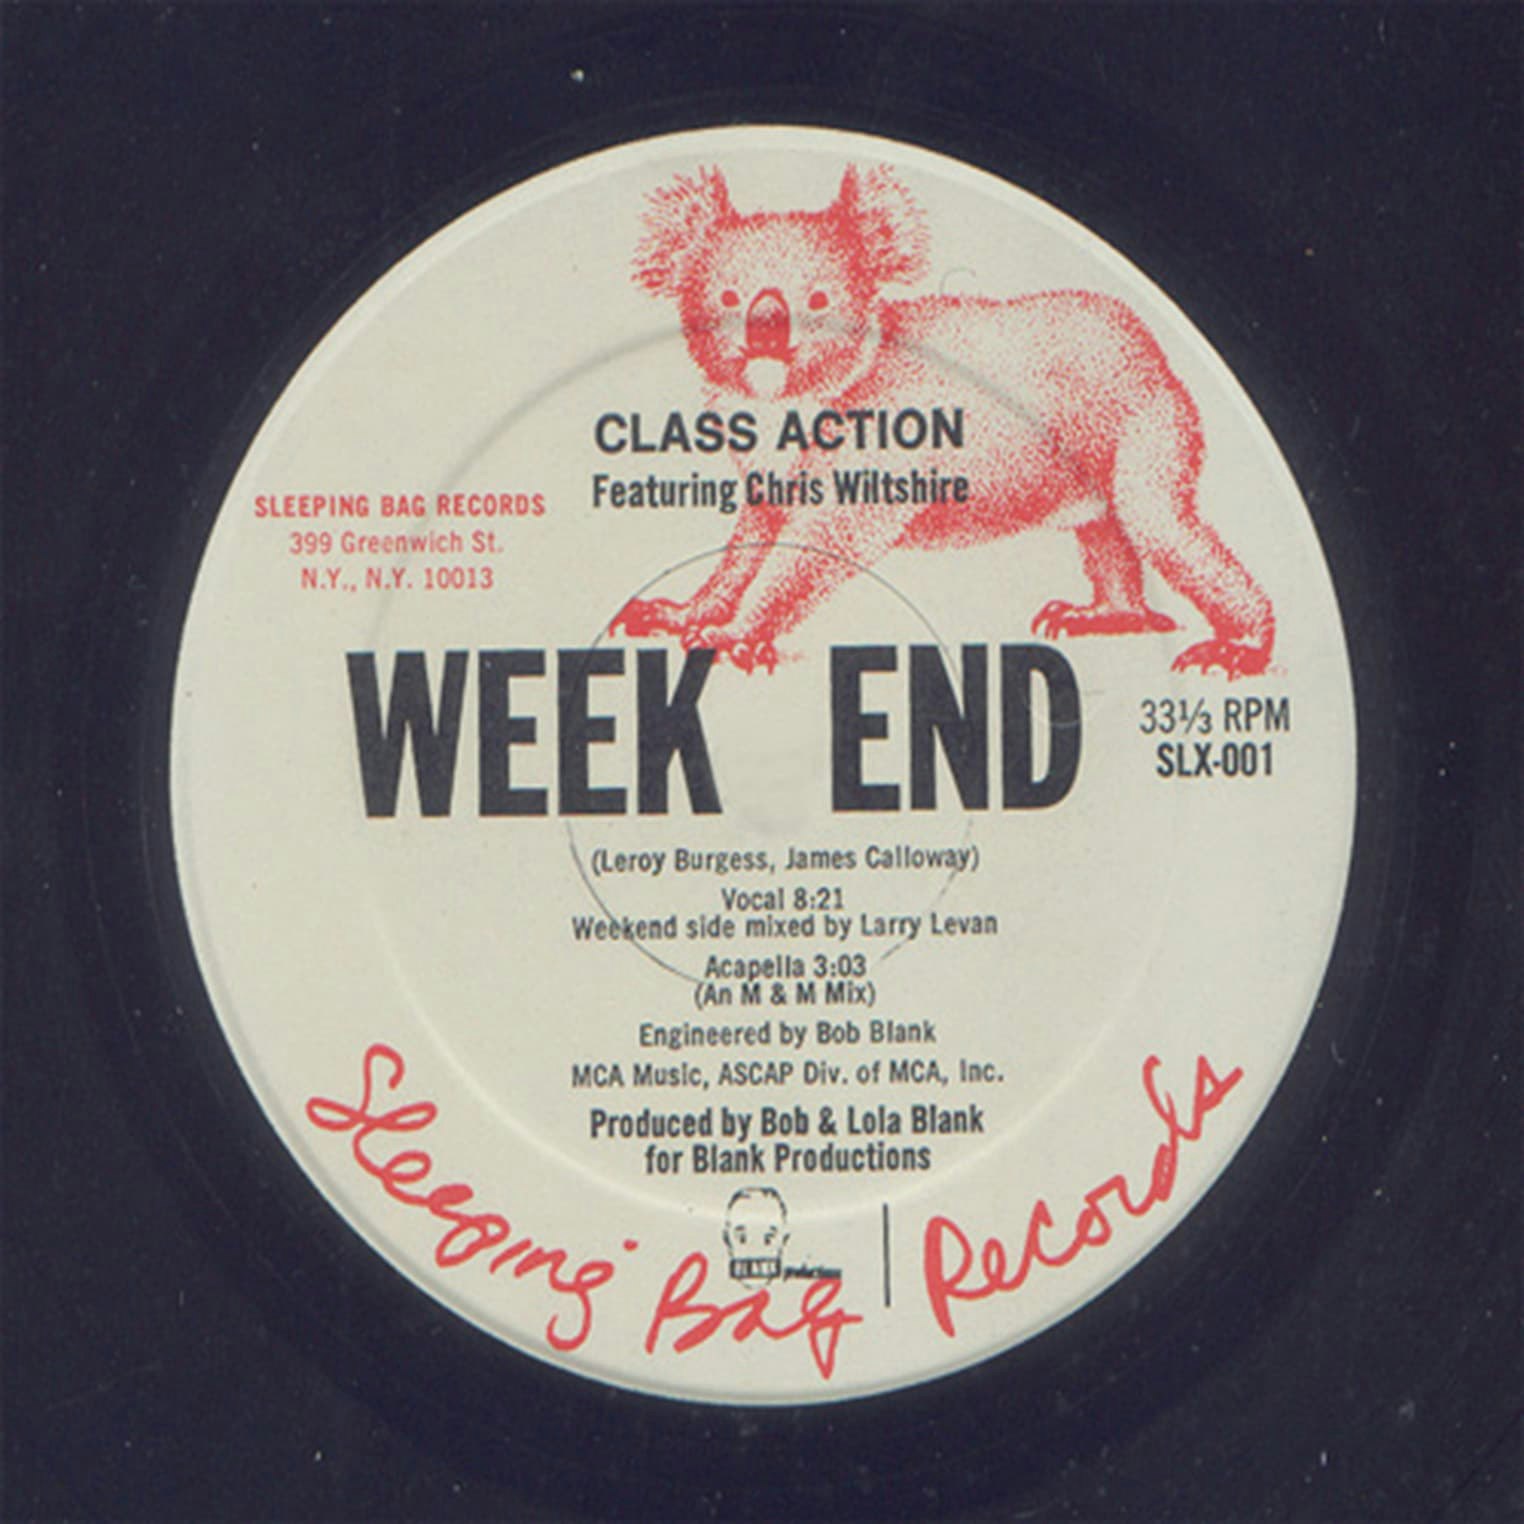 CLASS ACTION
Featuring Chris Wiltshire
SLEEPING BAG RECORDS
399 Greenwich St.
N.Y., N.Y. 10013
WEEK END
33⅓ RPM
SLX-001
(Leroy Burgess, James Calloway)
Vocal 8:21
Weekend side mixed by Larry Levan
Acapella 3:03
(An M & M Mix)
Engineered by Bob Blank
MCA Music, ASCAP Div. of MCA, Inc.
Produced by Bob & Lola Blank
for Blank Productions
BLANK productions
Sleeping Bag Records